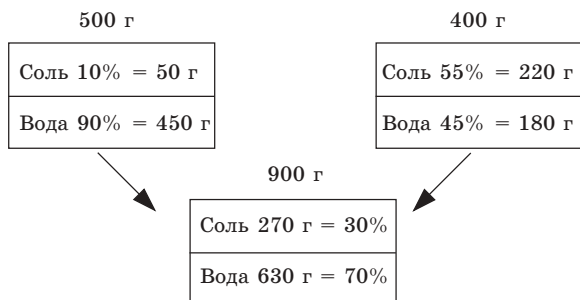 500 г
Соль 10% = 50 г
Вода 90% = 450 г
400 г
Соль 55% = 220 г
Вода 45% = 180 г
900 г
Соль 270 г = 30%
Вода 630 г = 70%